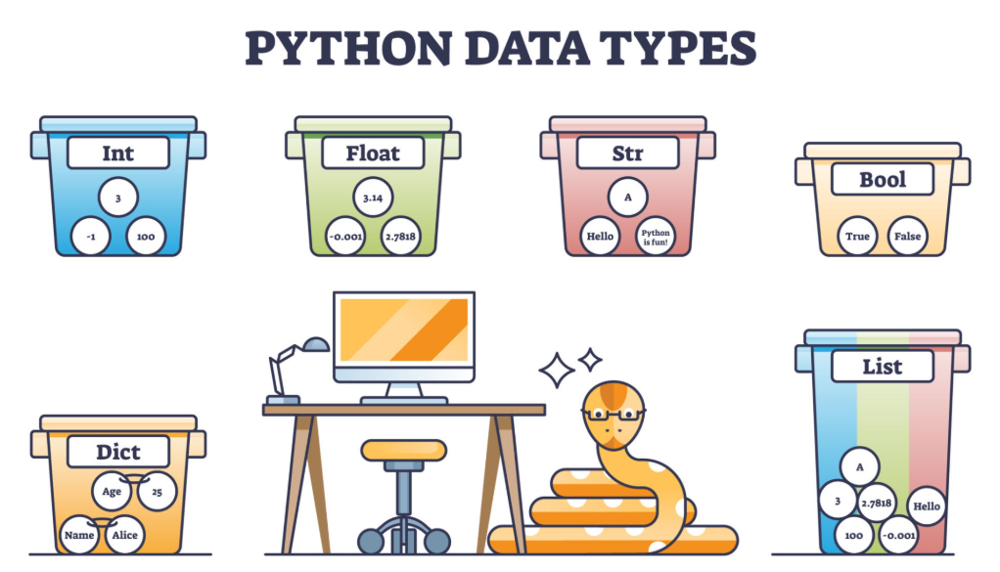 PYTHON DATA TYPES
Int
3
-1
100
Float
3.14
-0.001
2.7818
Str
A
Hello
Python
is fun!
Bool
True
False
Dict
Age
25
Name
Alice
List
A
3
2.7818
Hello
100
-0.001